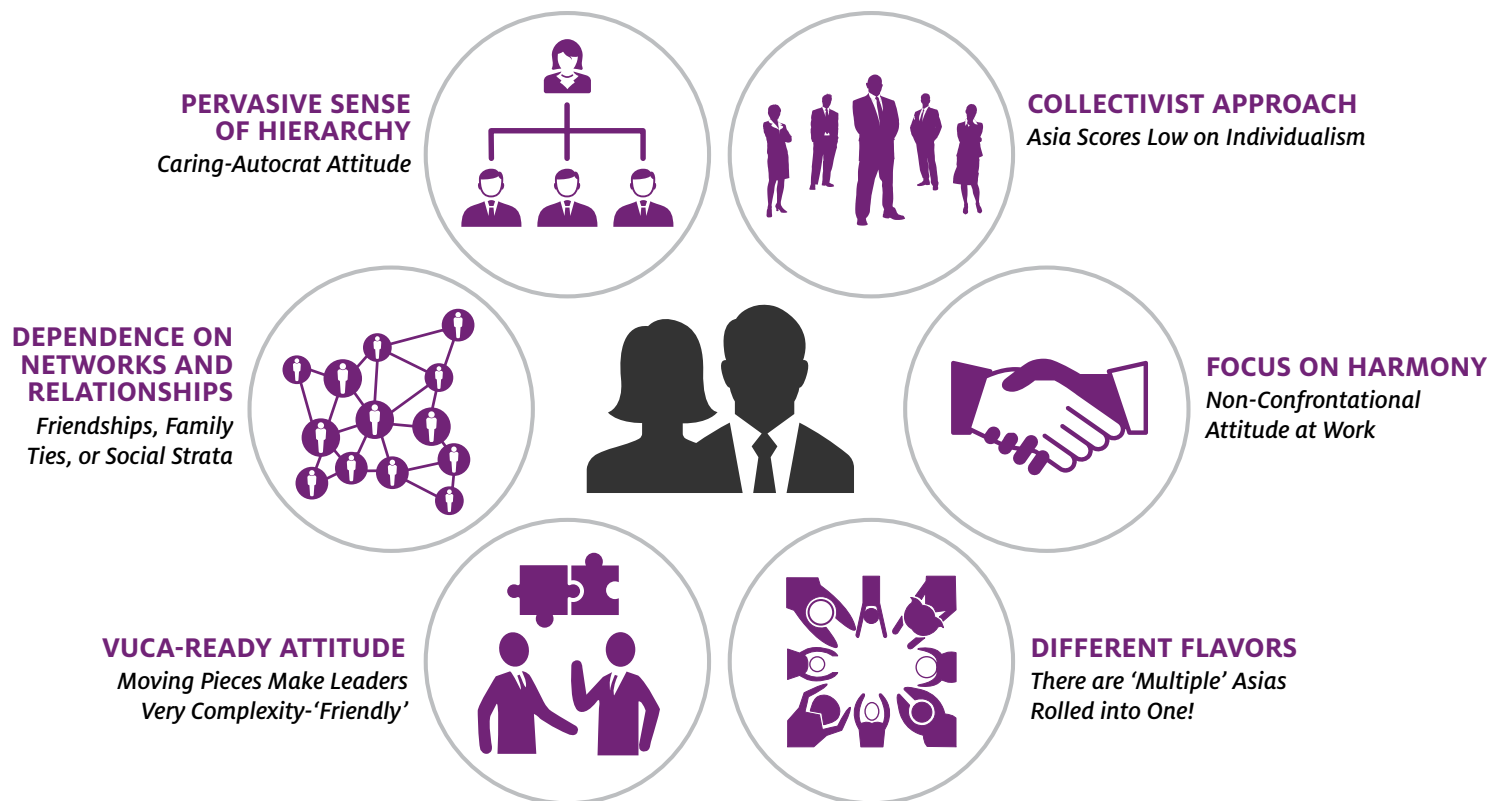 PERVASIVE SENSE
OF HIERARCHY
Caring-Autocrat Attitude
COLLECTIVIST APPROACH
Asia Scores Low on Individualism
DEPENDENCE ON
NETWORKS AND
RELATIONSHIPS
Friendships, Family
Ties, or Social Strata
FOCUS ON HARMONY
Non-Confrontational
Attitude at Work
VUCA-READY ATTITUDE
Moving Pieces Make Leaders
Very Complexity-‘Friendly’
DIFFERENT FLAVORS
There are ‘Multiple’ Asias
Rolled into One!